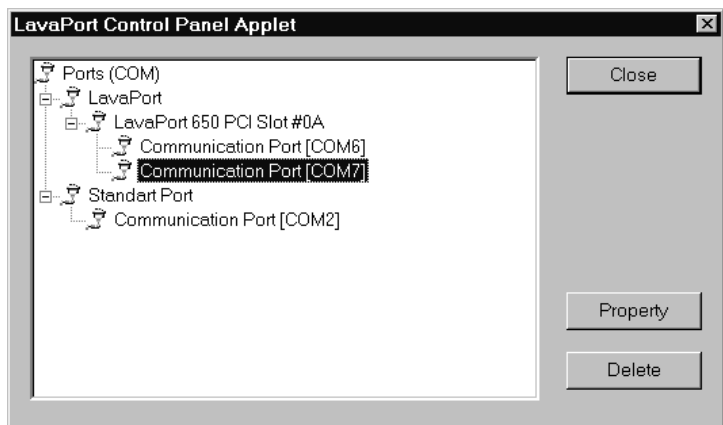 LavaPort Control Panel Applet
Ports (COM)
LavaPort
LavaPort 650 PCI Slot #0A
Communication Port [COM6]
Communication Port [COM7]
Standart Port
Communication Port [COM2]
Close
Property
Delete